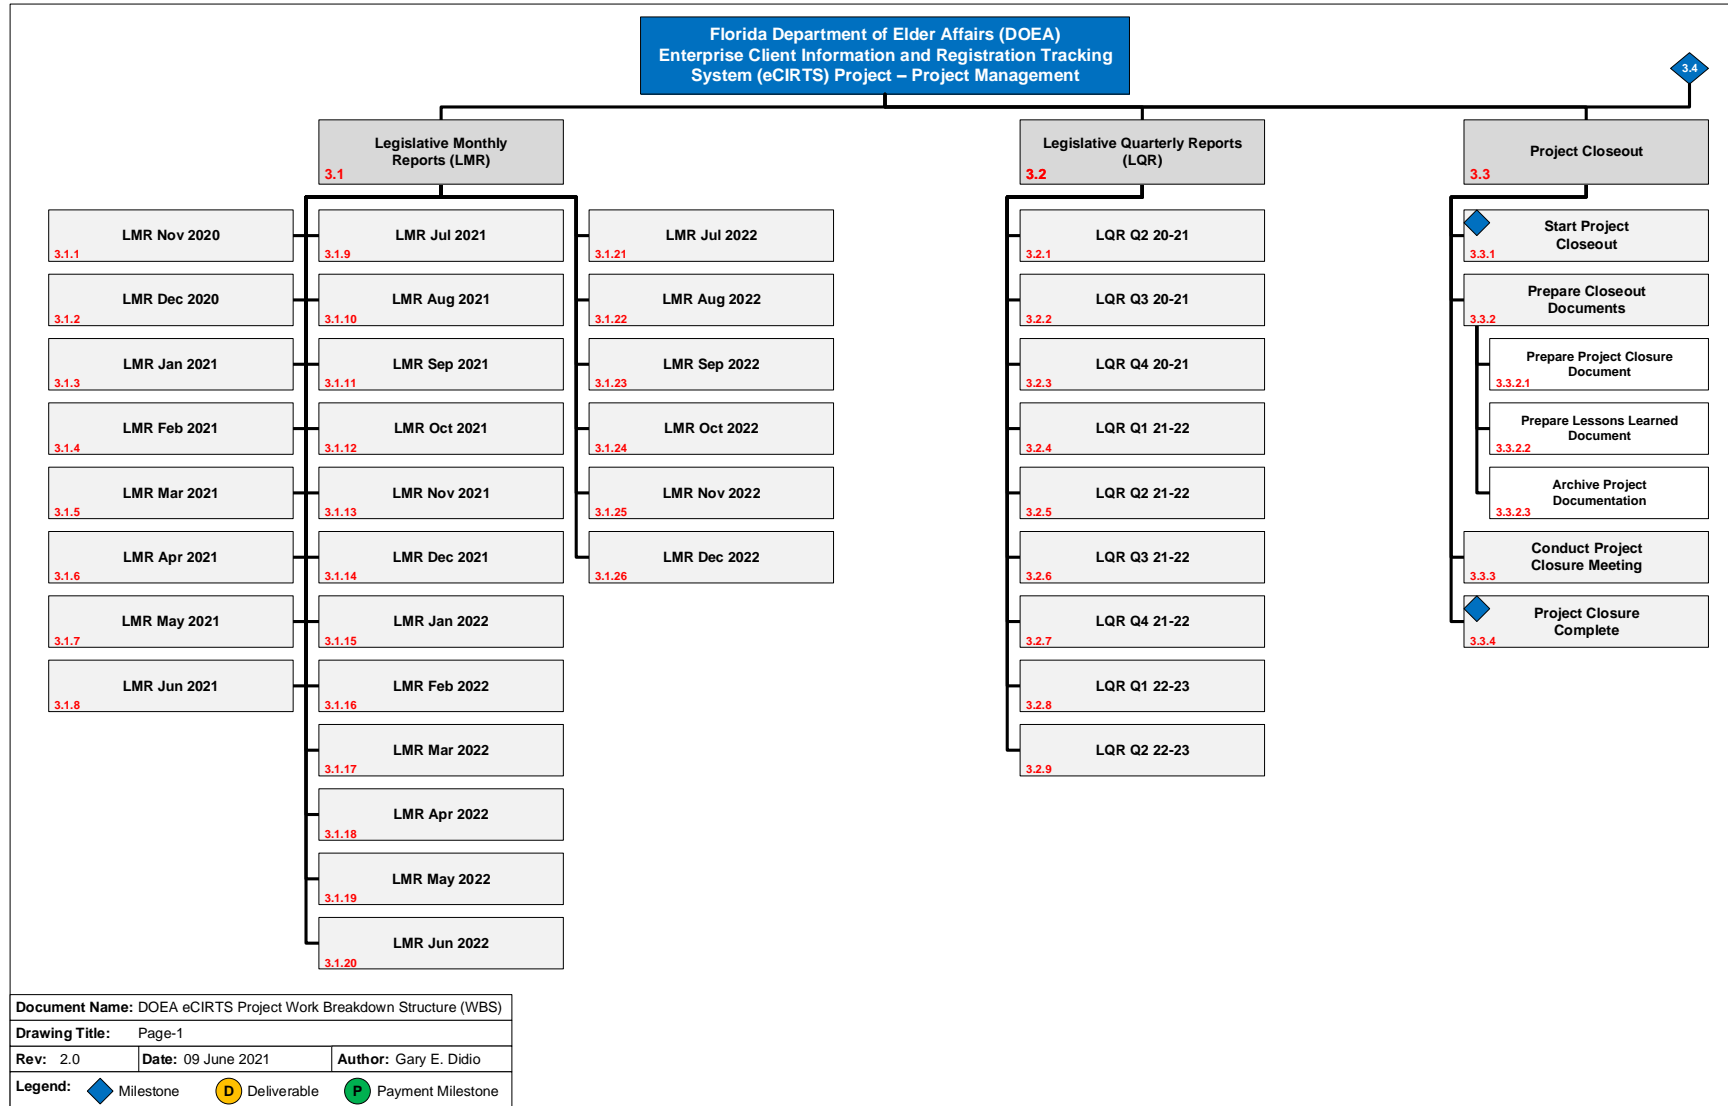 Florida Department of Elder Affairs (DOEA)
Enterprise Client Information and Registration Tracking
System (eCIRTS) Project – Project Management
3.4
Legislative Monthly
Reports (LMR)
3.1
LMR Nov 2020
3.1.1
LMR Dec 2020
3.1.2
LMR Jan 2021
3.1.3
LMR Feb 2021
3.1.4
LMR Mar 2021
3.1.5
LMR Apr 2021
3.1.6
LMR May 2021
3.1.7
LMR Jun 2021
3.1.8
LMR Jul 2021
3.1.9
LMR Aug 2021
3.1.10
LMR Sep 2021
3.1.11
LMR Oct 2021
3.1.12
LMR Nov 2021
3.1.13
LMR Dec 2021
3.1.14
LMR Jan 2022
3.1.15
LMR Feb 2022
3.1.16
LMR Mar 2022
3.1.17
LMR Apr 2022
3.1.18
LMR May 2022
3.1.19
LMR Jun 2022
3.1.20
LMR Jul 2022
3.1.21
LMR Aug 2022
3.1.22
LMR Sep 2022
3.1.23
LMR Oct 2022
3.1.24
LMR Nov 2022
3.1.25
LMR Dec 2022
3.1.26
Legislative Quarterly Reports
(LQR)
3.2
LQR Q2 20-21
3.2.1
LQR Q3 20-21
3.2.2
LQR Q4 20-21
3.2.3
LQR Q1 21-22
3.2.4
LQR Q2 21-22
3.2.5
LQR Q3 21-22
3.2.6
LQR Q4 21-22
3.2.7
LQR Q1 22-23
3.2.8
LQR Q2 22-23
3.2.9
Project Closeout
3.3
Start Project
Closeout
3.3.1
Prepare Closeout
Documents
3.3.2
Prepare Project Closure
Document
3.3.2.1
Prepare Lessons Learned
Document
3.3.2.2
Archive Project
Documentation
3.3.2.3
Conduct Project
Closure Meeting
3.3.3
Project Closure
Complete
3.3.4
Document Name: DOEA eCIRTS Project Work Breakdown Structure (WBS)
Drawing Title: Page-1
Rev: 2.0 Date: 09 June 2021 Author: Gary E. Didio
Legend: Milestone D Deliverable P Payment Milestone